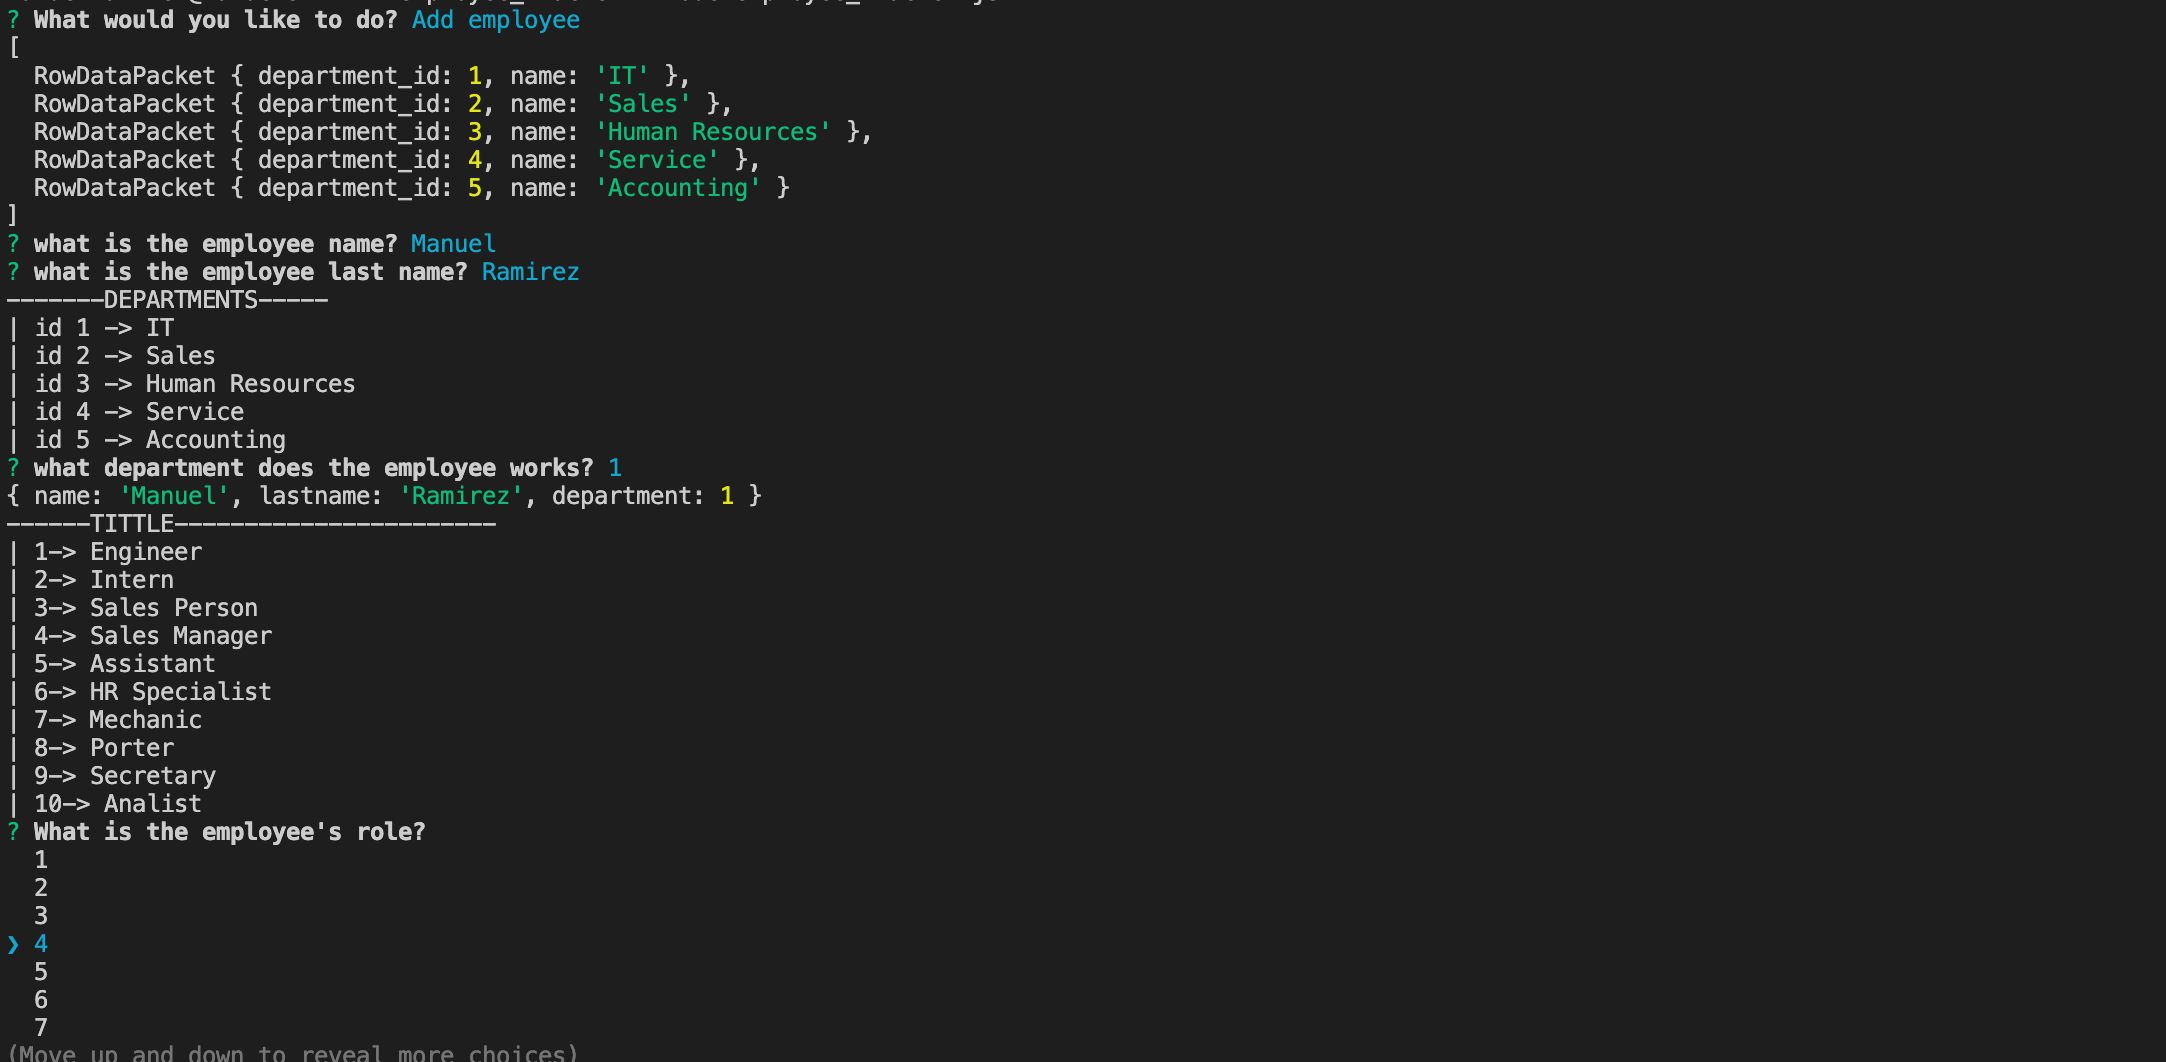 ? What would you like to do? Add employee
[
  RowDataPacket { department_id: 1, name: 'IT' },
  RowDataPacket { department_id: 2, name: 'Sales' },
  RowDataPacket { department_id: 3, name: 'Human Resources' },
  RowDataPacket { department_id: 4, name: 'Service' },
  RowDataPacket { department_id: 5, name: 'Accounting' }
]
? what is the employee name? Manuel
? what is the employee last name? Ramirez
-------DEPARTMENTS-----
| id 1 -> IT
| id 2 -> Sales
| id 3 -> Human Resources
| id 4 -> Service
| id 5 -> Accounting
? what department does the employee works? 1
{ name: 'Manuel', lastname: 'Ramirez', department: 1 }
------TITTLE-----------------------
| 1-> Engineer
| 2-> Intern
| 3-> Sales Person
| 4-> Sales Manager
| 5-> Assistant
| 6-> HR Specialist
| 7-> Mechanic
| 8-> Porter
| 9-> Secretary
| 10-> Analist
? What is the employee's role?
  1
  2
  3
❯ 4
  5
  6
  7
(Move up and down to reveal more choices)